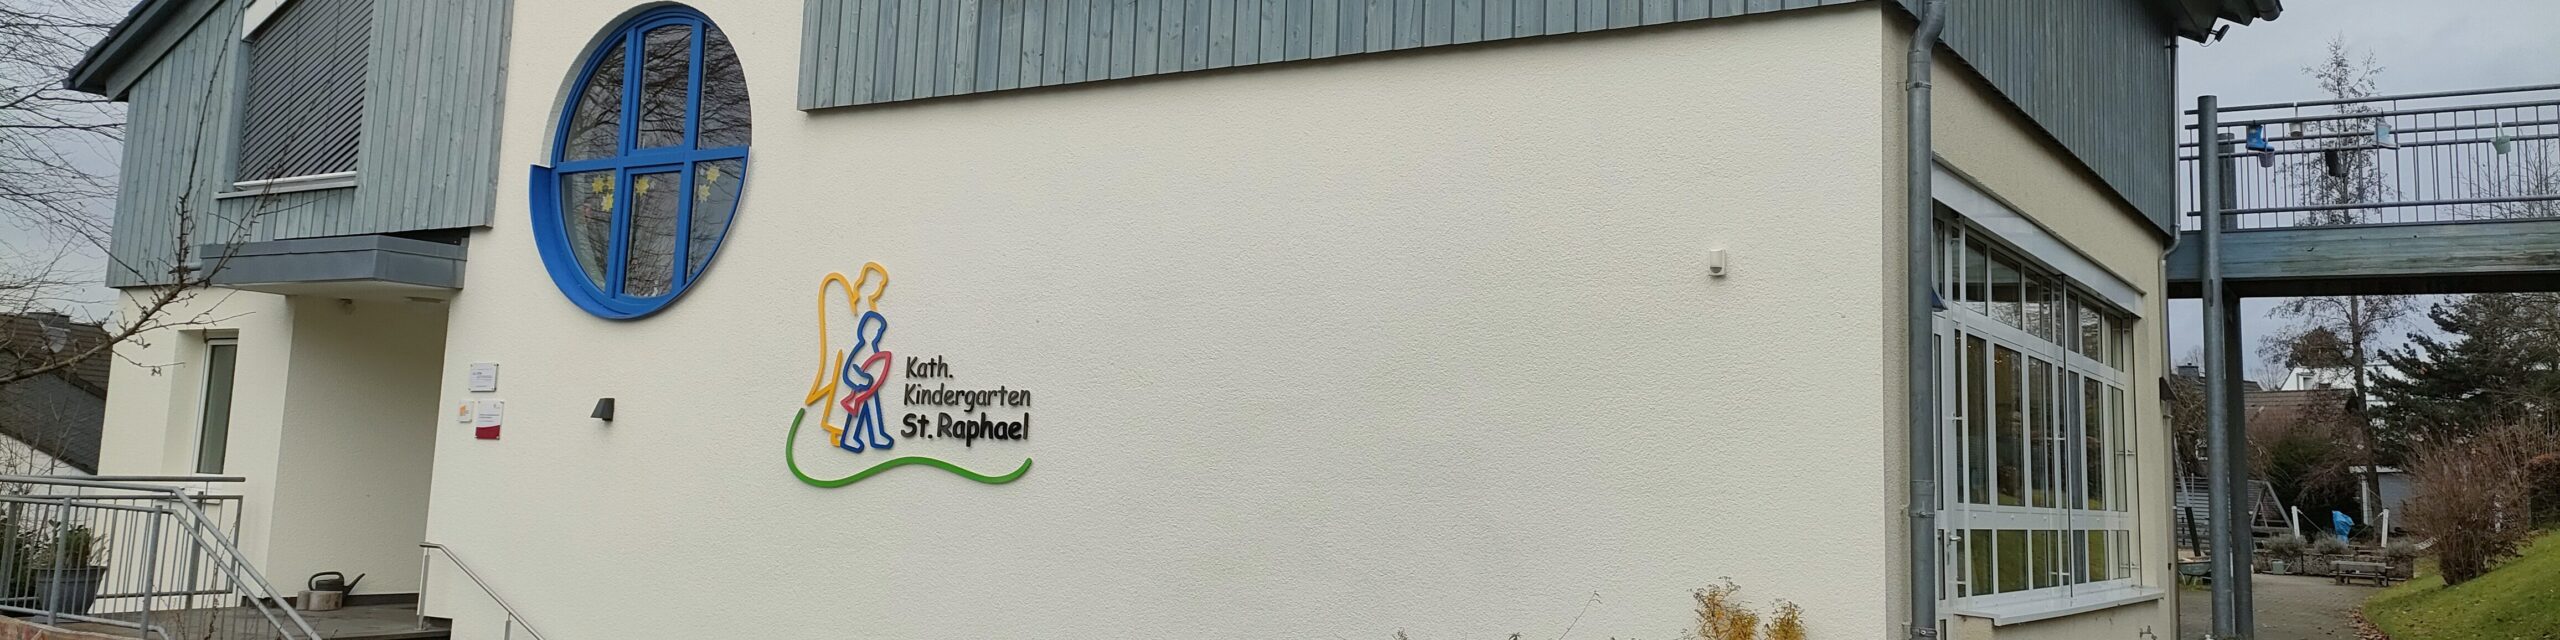 Kath.
Kindergarten
St. Raphael